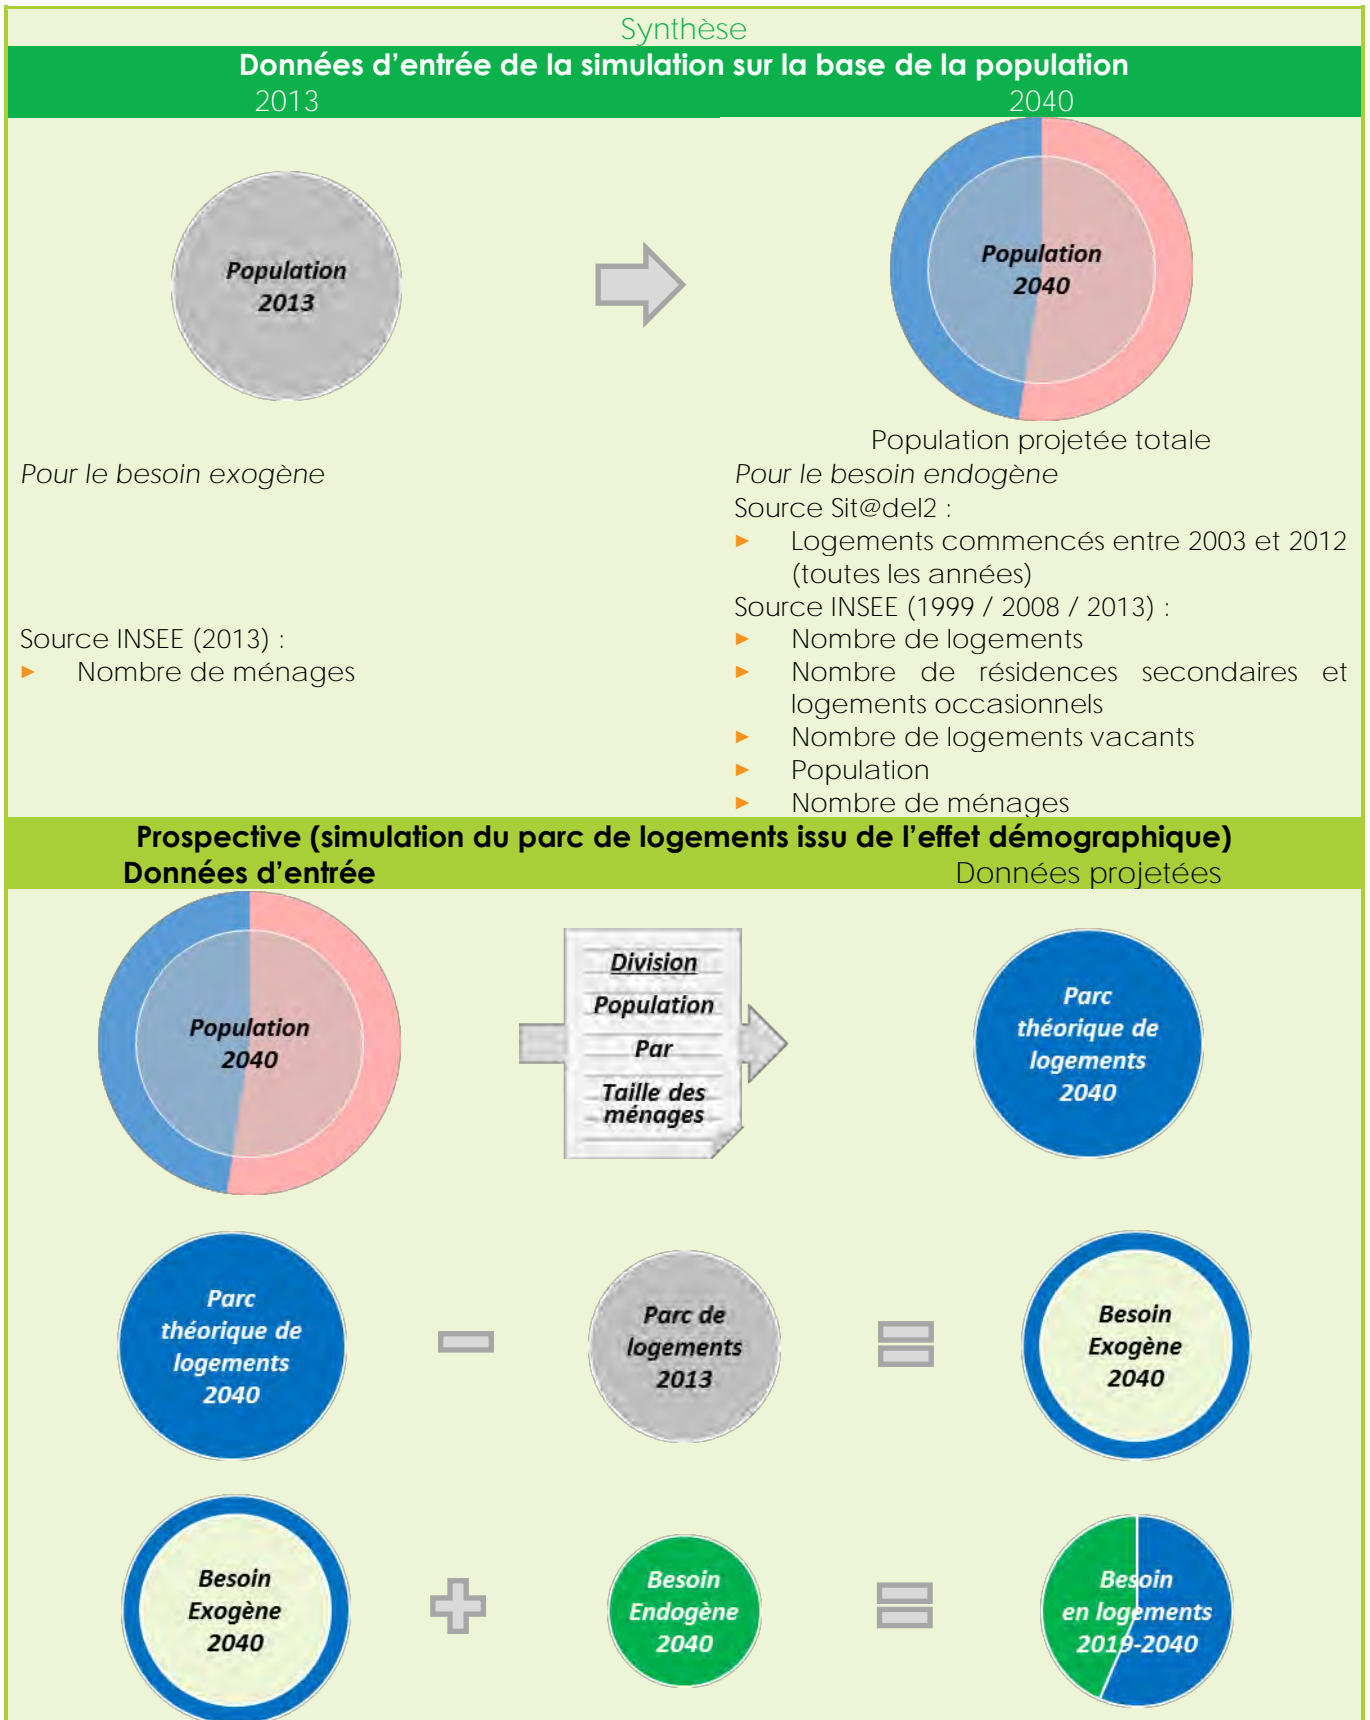 Synthèse
Données d'entrée de la simulation sur la base de la population
2013
2040
Population
2013
Population
2040
Population projetée totale
Pour le besoin exogène
Source INSEE (2013) :
► Nombre de ménages
Pour le besoin endogène
Source Sit@del2 :
► Logements commencés entre 2003 et 2012
(toutes les années)
Source INSEE (1999 / 2008 / 2013) :
► Nombre de logements
► Nombre de résidences secondaires et
logements occasionnels
► Nombre de logements vacants
► Population
► Nombre de ménages
Prospective (simulation du parc de logements issu de l'effet démographique)
Données d'entrée
Données projetées
Population
2040
Division
Population
Par
Taille des
ménages
Parc
théorique de
logements
2040
Parc
théorique de
logements
2040
Parc de
logements
2013
Besoin
Exogène
2040
Besoin
Exogène
2040
Besoin
Endogène
2040
Besoin
en logements
2019-2040